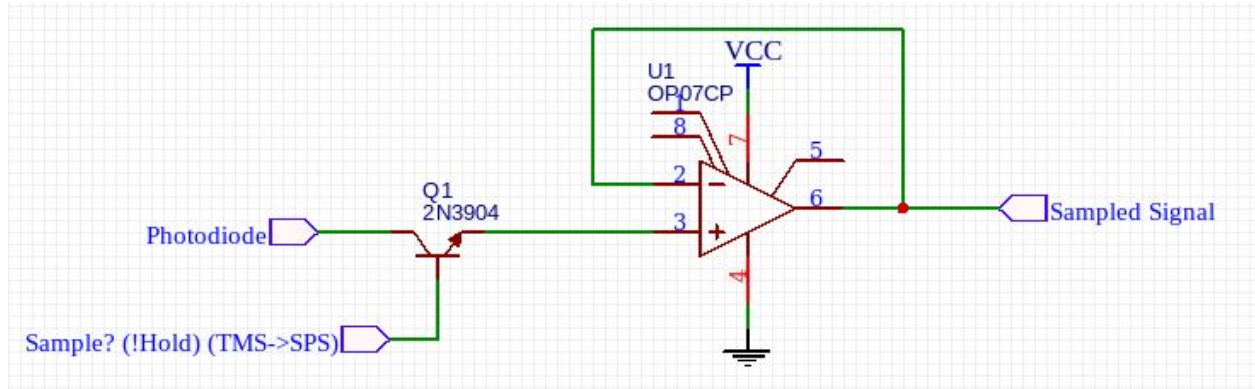 VCC
U1
OP07CP
1
8
7
5
2
6
3
4
Q1
2N3904
Photodiode
Sampled Signal
Sample? (!Hold) (TMS->SPS)